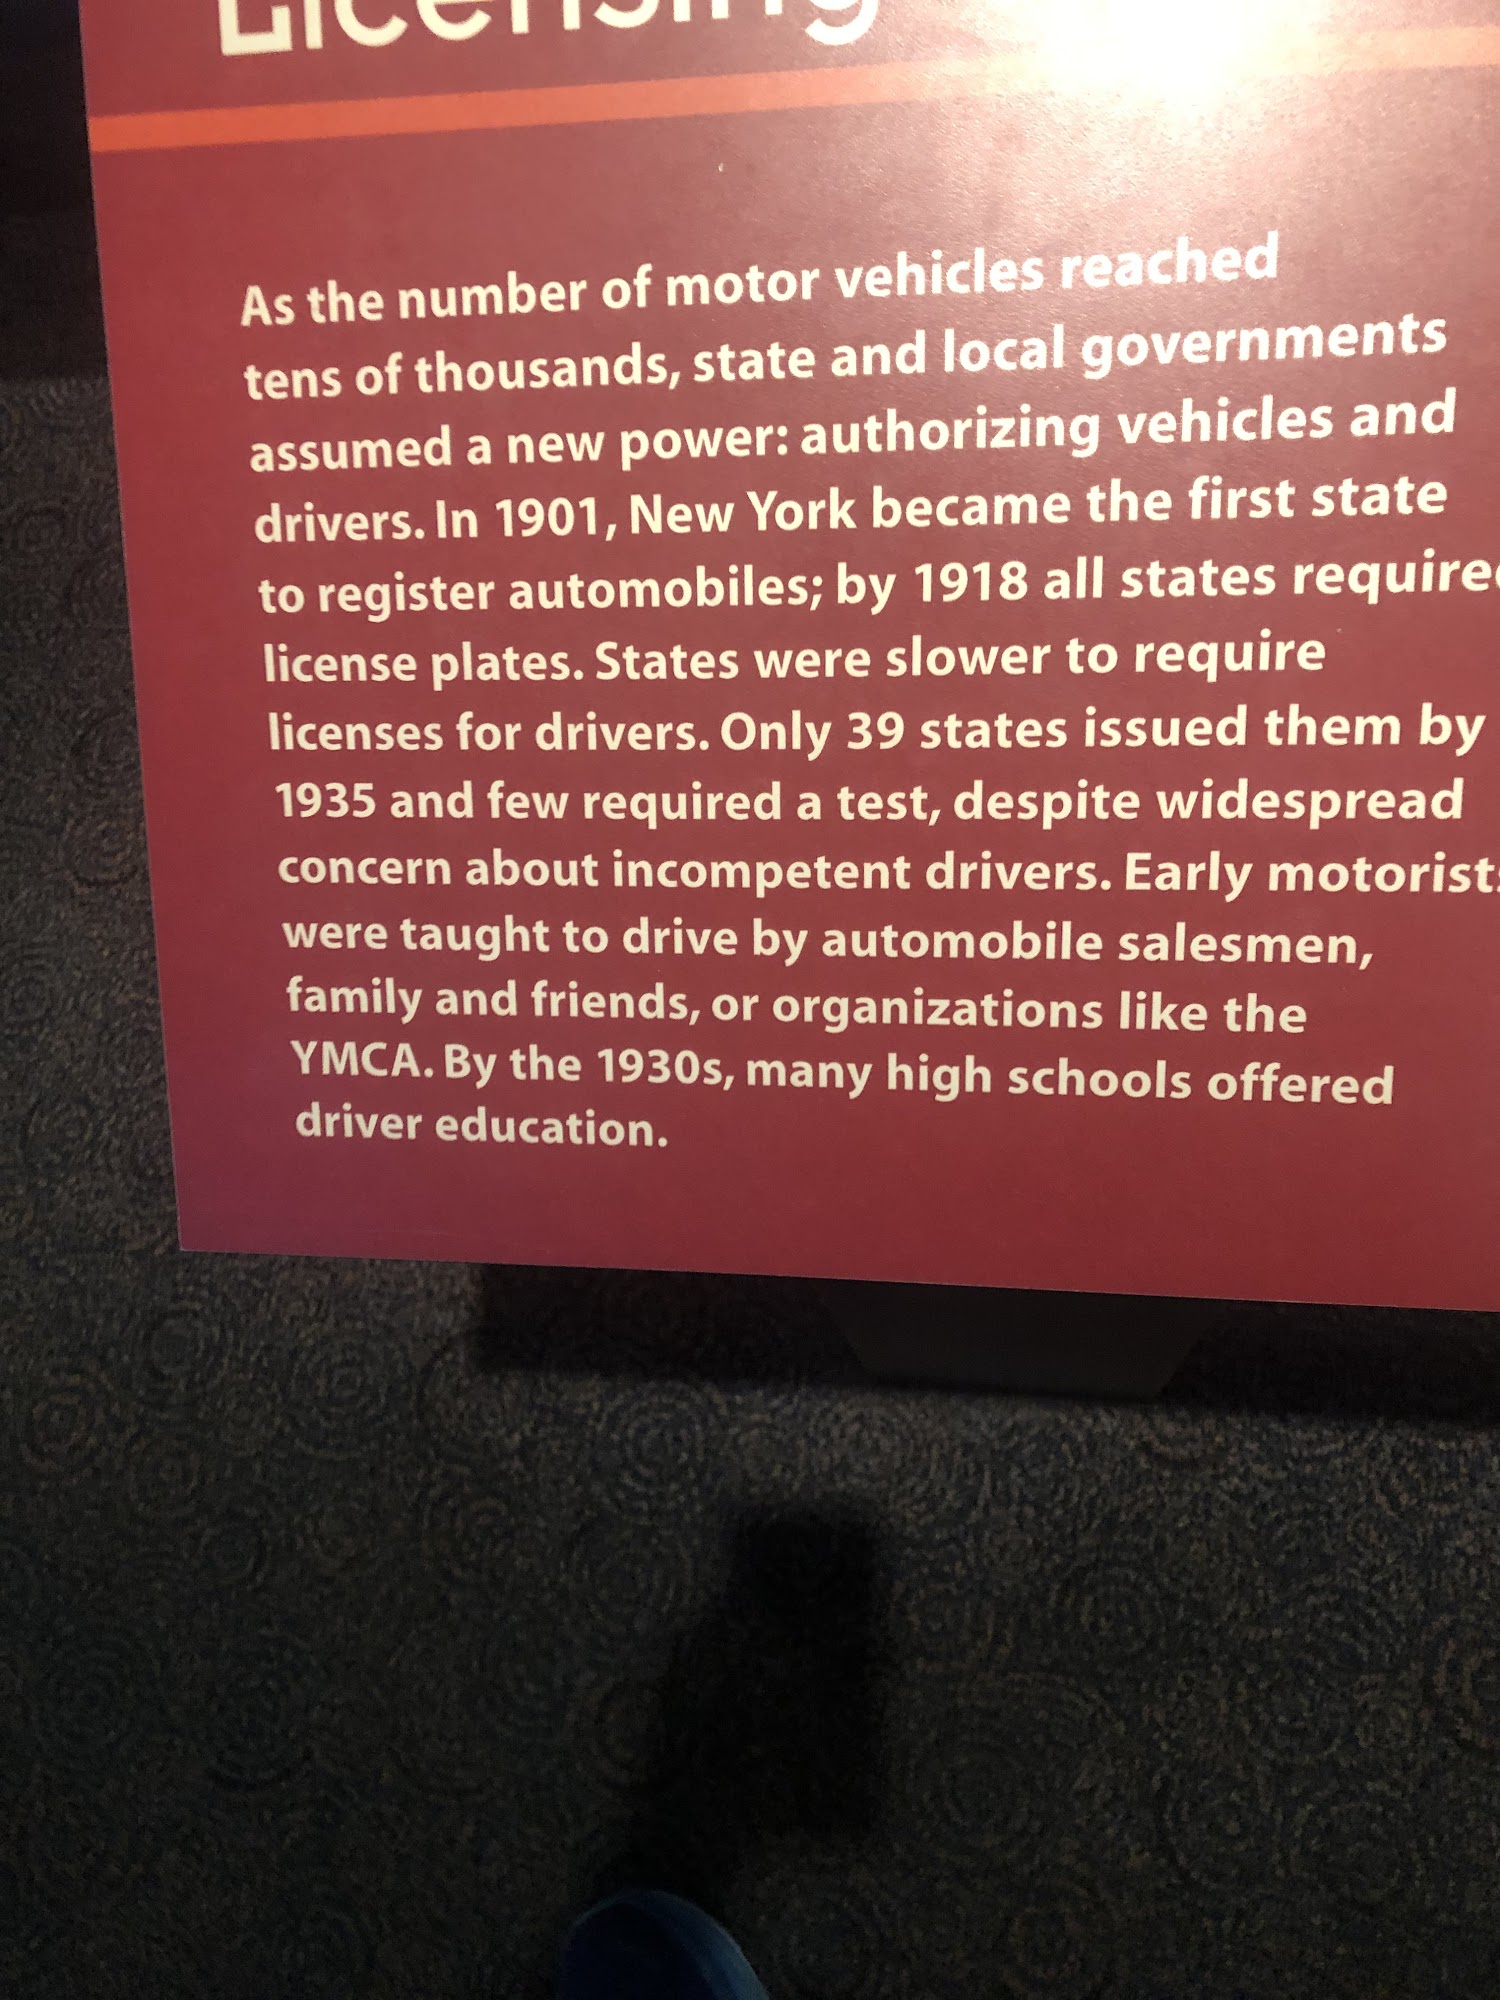 Licensing
As the number of motor vehicles reached
tens of thousands, state and local governments
assumed a new power: authorizing vehicles and
drivers. In 1901, New York became the first state
to register automobiles; by 1918 all states required
license plates. States were slower to require
licenses for drivers. Only 39 states issued them by
1935 and few required a test, despite widespread
concern about incompetent drivers. Early motorists
were taught to drive by automobile salesmen,
family and friends, or organizations like the
YMCA. By the 1930s, many high schools offered
driver education.